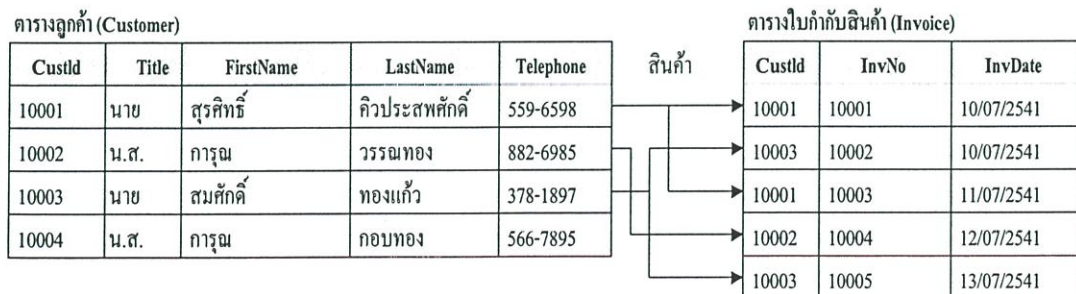 ตารางลูกค้า (Customer)
CustId Title FirstName LastName Telephone
10001 นาย สุรศิทธิ์ คิวประสพศักดิ์ 559-6598
10002 น.ส. การุณ วรรณทอง 882-6985
10003 นาย สมศักดิ์ ทองแก้ว 378-1897
10004 น.ส. การุณ กอบทอง 566-7895
สินค้า
ตารางใบกำกับสินค้า (Invoice)
CustId InvNo InvDate
10001 10001 10/07/2541
10003 10002 10/07/2541
10001 10003 11/07/2541
10002 10004 12/07/2541
10003 10005 13/07/2541